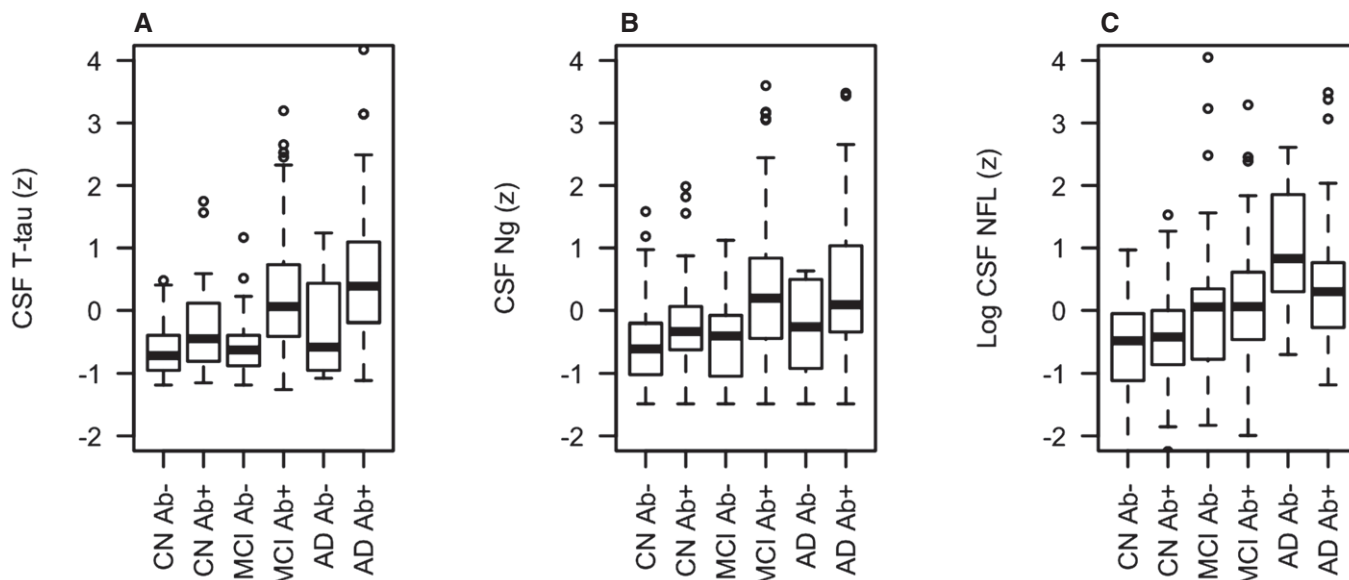 A
CSF T-tau (z)
4
3
2
1
0
-1
-2
CN Ab-
CN Ab+
MCI Ab-
MCI Ab+
AD Ab-
AD Ab+
B
CSF Ng (z)
4
3
2
1
0
-1
-2
CN Ab-
CN Ab+
MCI Ab-
MCI Ab+
AD Ab-
AD Ab+
C
Log CSF NFL (z)
4
3
2
1
0
-1
-2
CN Ab-
CN Ab+
MCI Ab-
MCI Ab+
AD Ab-
AD Ab+